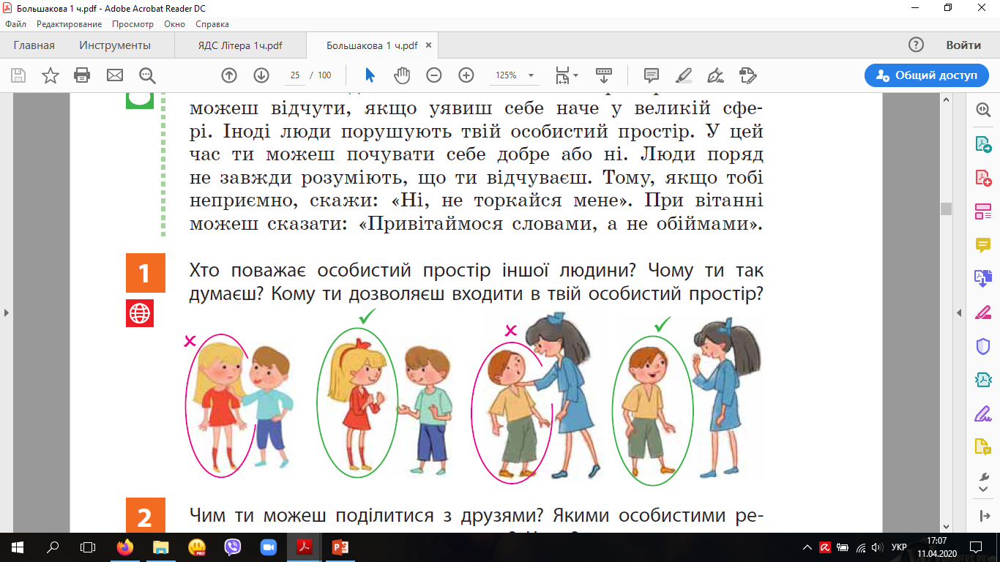 Большакова 1 ч.pdf - Adobe Acrobat Reader DC
Файл Редактирование Просмотр Окно Справка
Главная Инструменты ЯДС Літера 1ч.pdf Большакова 1 ч.pdf × Войти
25 / 100 125% Общий доступ
можеш відчути, якщо уявиш себе наче у великій сфе-
рі. Іноді люди порушують твій особистий простір. У цей
час ти можеш почувати себе добре або ні. Люди поряд
не завжди розуміють, що ти відчуваєш. Тому, якщо тобі
неприємно, скажи: «Ні, не торкайся мене». При вітанні
можеш сказати: «Привітаймося словами, а не обіймами».
1 Хто поважає особистий простір іншої людини? Чому ти так
думаєш? Кому ти дозволяєш входити в твій особистий простір?
2 Чим ти можеш поділитися з друзями? Якими особистими ре-
PRO
УКР
17:07
11.04.2020